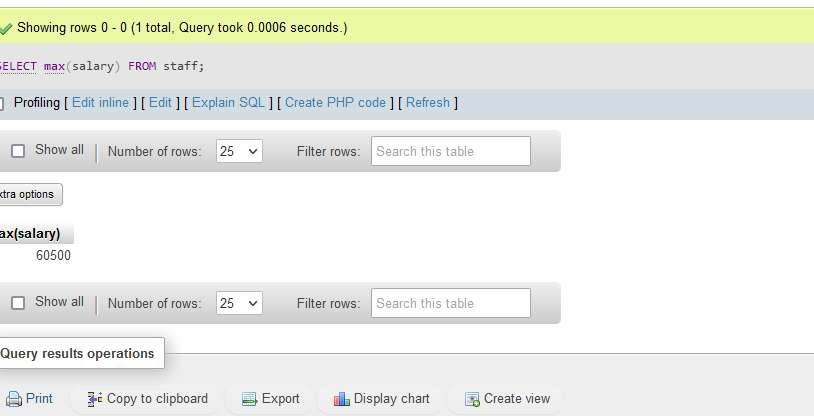 Showing rows 0 - 0 (1 total, Query took 0.0006 seconds.)
SELECT max(salary) FROM staff;
Profiling [ Edit inline ] [ Edit ] [ Explain SQL ] [ Create PHP code ] [ Refresh ]
Show all | Number of rows: 25 Filter rows: Search this table
xtra options
ax(salary)
60500
Show all | Number of rows: 25 Filter rows: Search this table
Query results operations
Print Copy to clipboard Export Display chart Create view